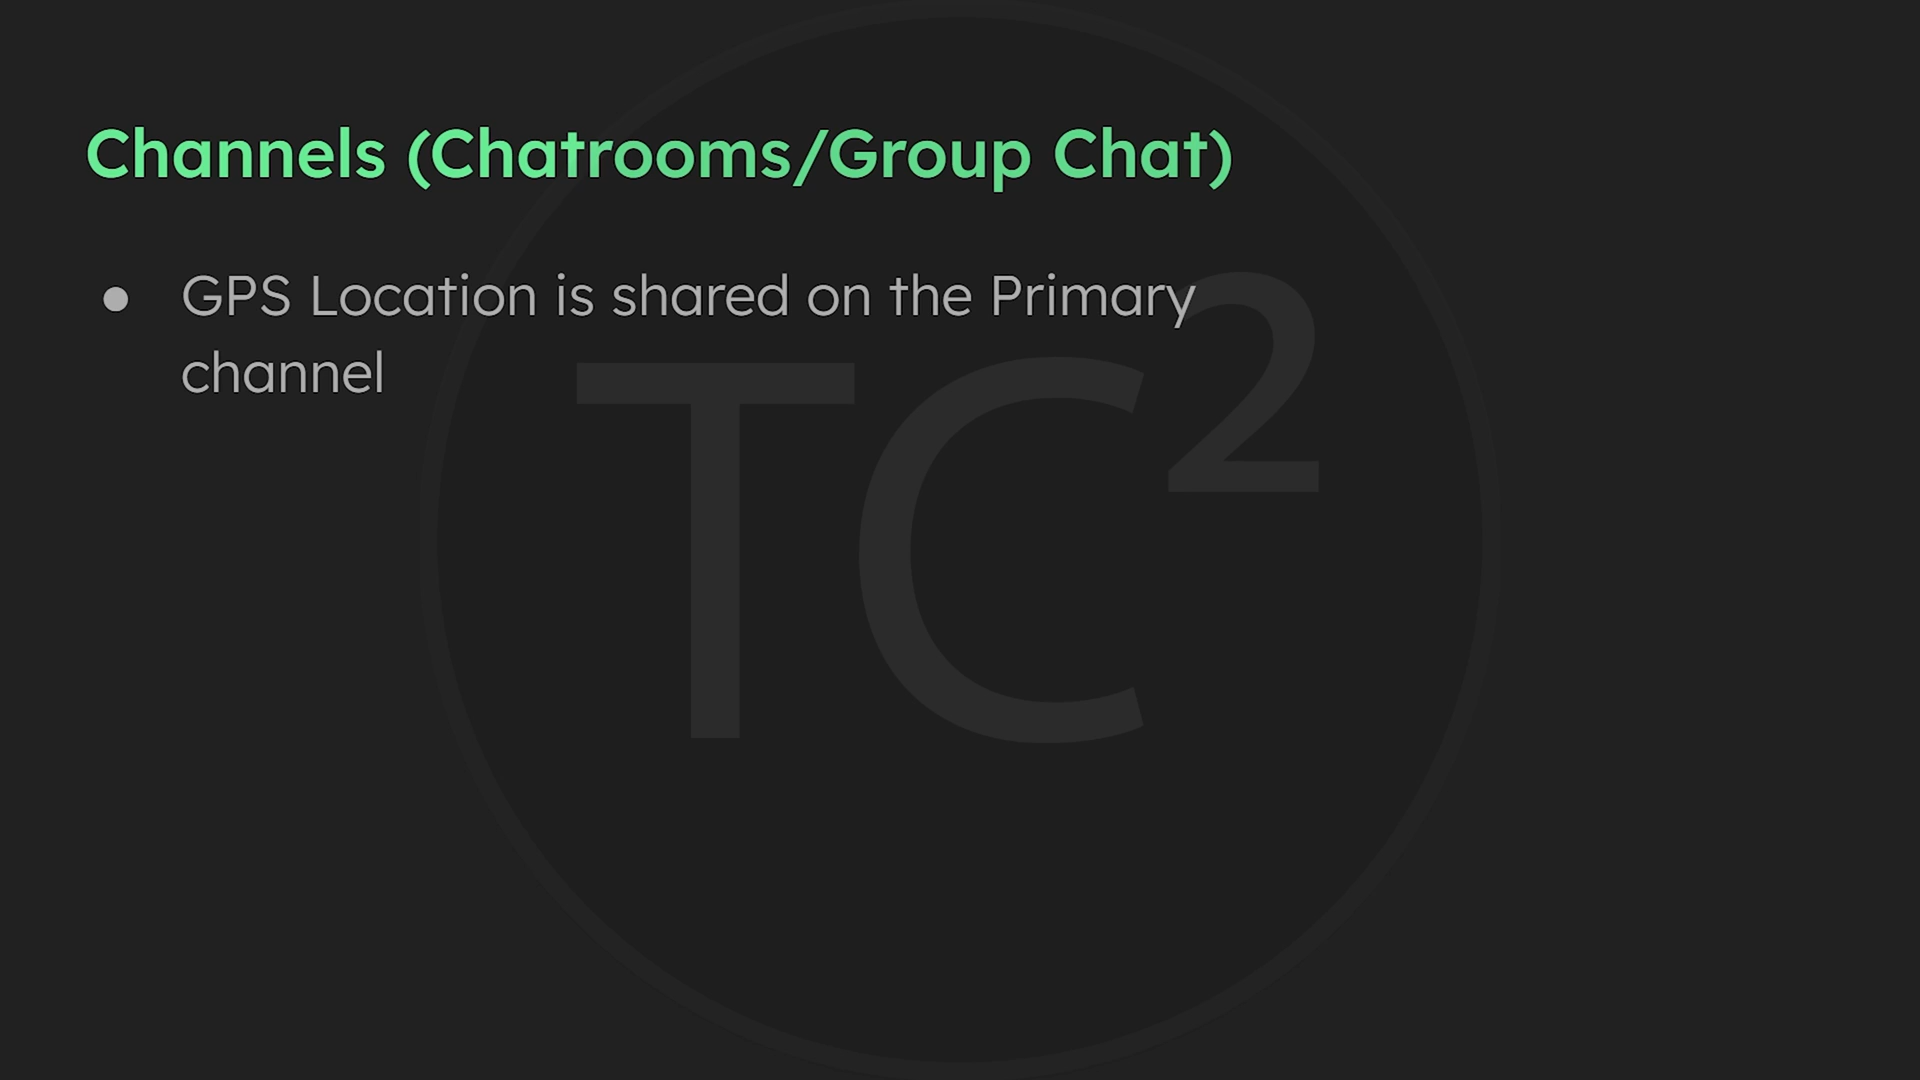 Channels (Chatrooms/Group Chat)
● GPS Location is shared on the Primary
channel
TC²